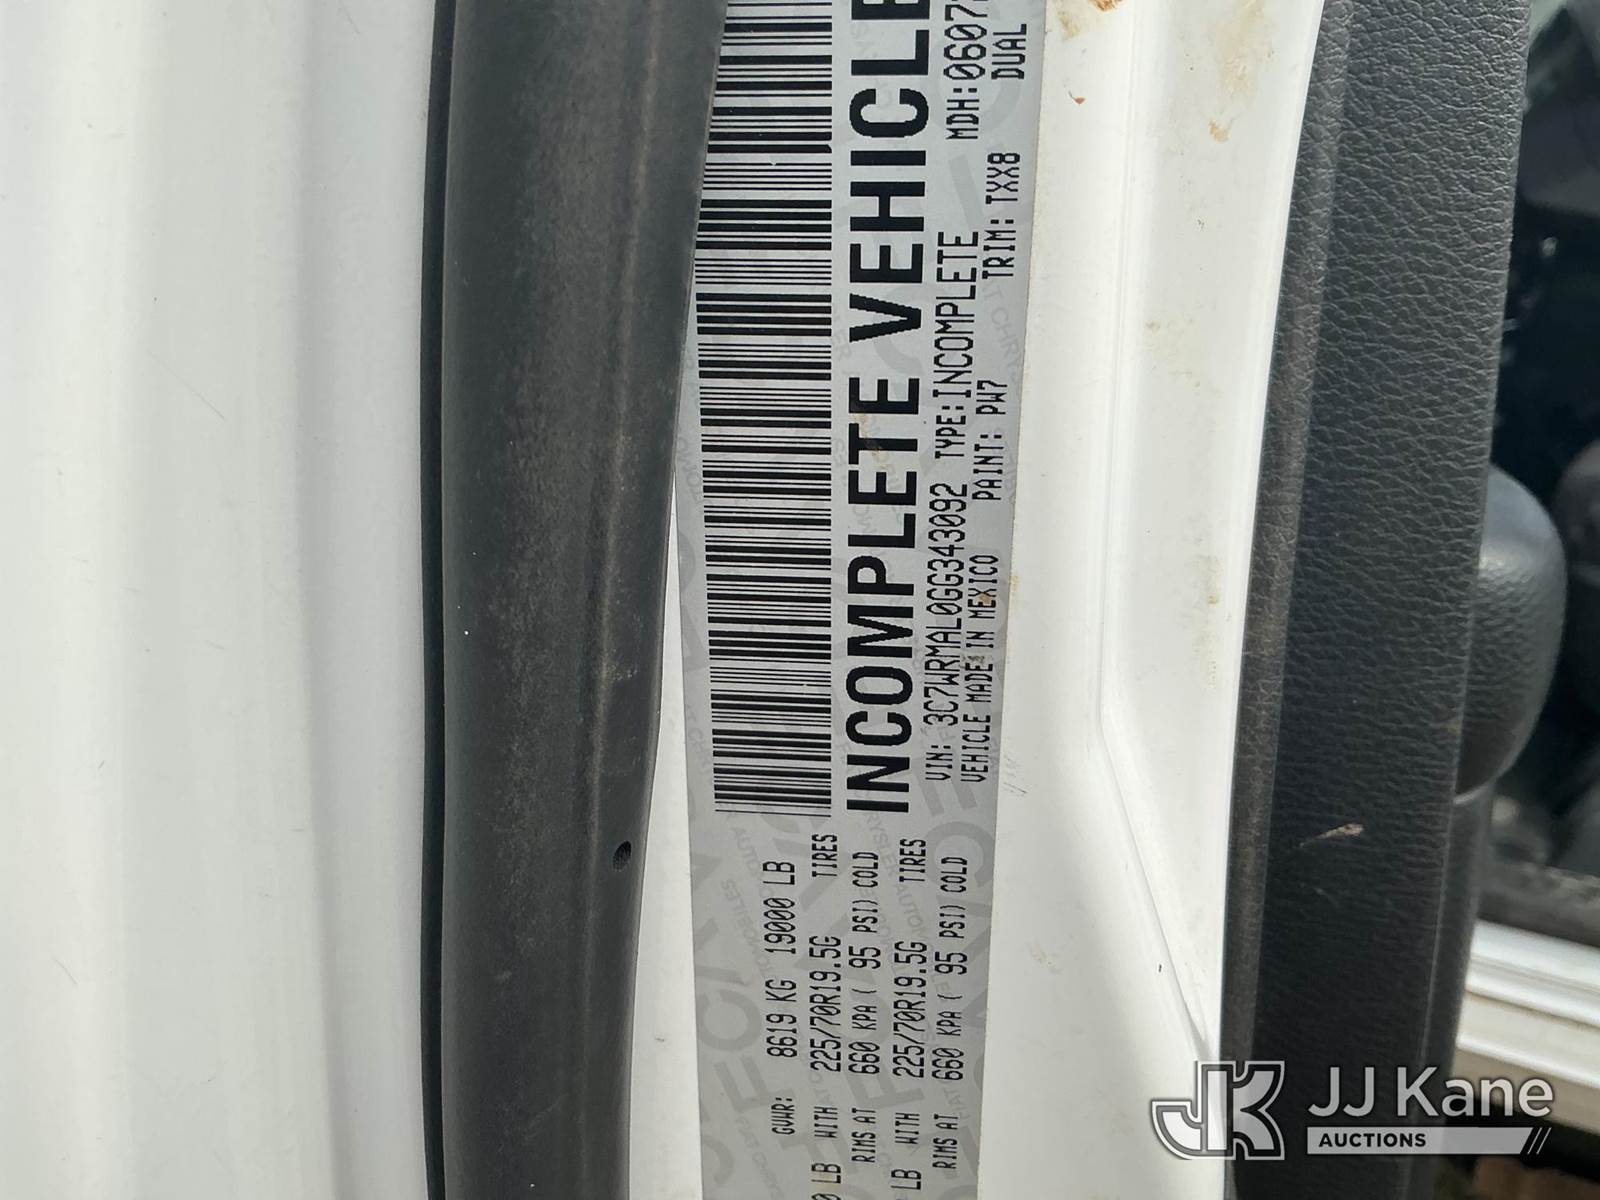 GVWR: 8619 KG 19000 LB
LB WITH 225/70R19.5G TIRES
RIMS AT 660 KPA ( 95 PSI) COLD
LB WITH 225/70R19.5G TIRES
RIMS AT 660 KPA ( 95 PSI) COLD
INCOMPLETE VEHICLE
VIN: 3C7WRMAL0GG343092 TYPE:INCOMPLETE MDH:0607
VEHICLE MADE IN MEXICO PAINT: PW7 TRIM: TXX8 DUAL
JJ Kane
AUCTIONS